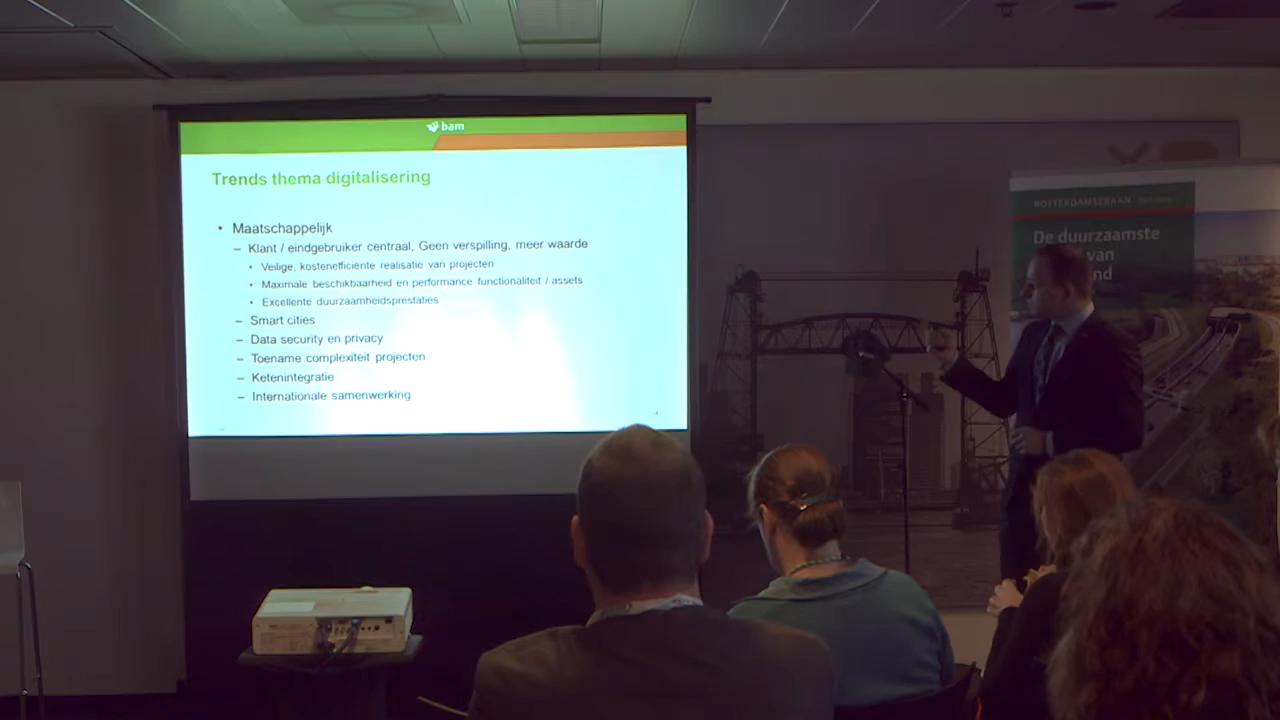 bam
Trends thema digitalisering
• Maatschappelijk
– Klant / eindgebruiker centraal, Geen verspilling, meer waarde
• Veilige, kostenefficiënte realisatie van projecten
• Maximale beschikbaarheid en performance functionaliteit / assets
• Excellente duurzaamheidsprestaties
– Smart cities
– Data security en privacy
– Toename complexiteit projecten
– Ketenintegratie
– Internationale samenwerking
ROTTERDAMSEBAAN
De duurzaamste
van
nd